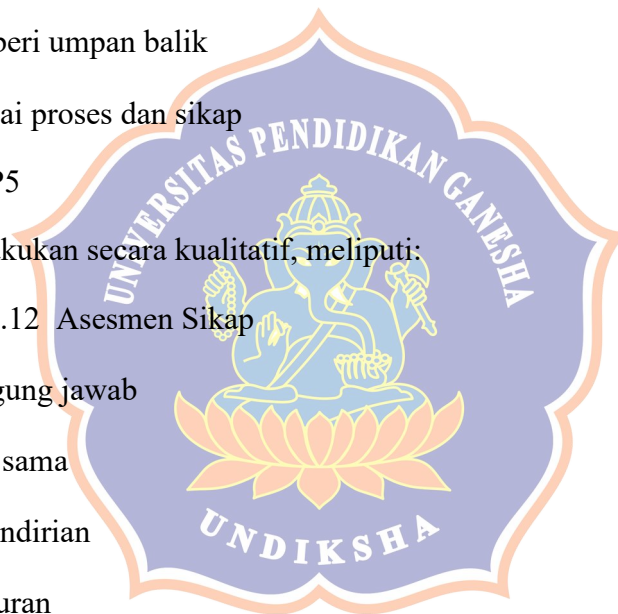 beri umpan balik
ai proses dan sikap
P5
kukan secara kualitatif, meliputi:
.12 Asesmen Sikap
gung jawab
sama
ndirian
uran
UNIVERSITAS PENDIDIKAN GANESHA
UNDIKSHA